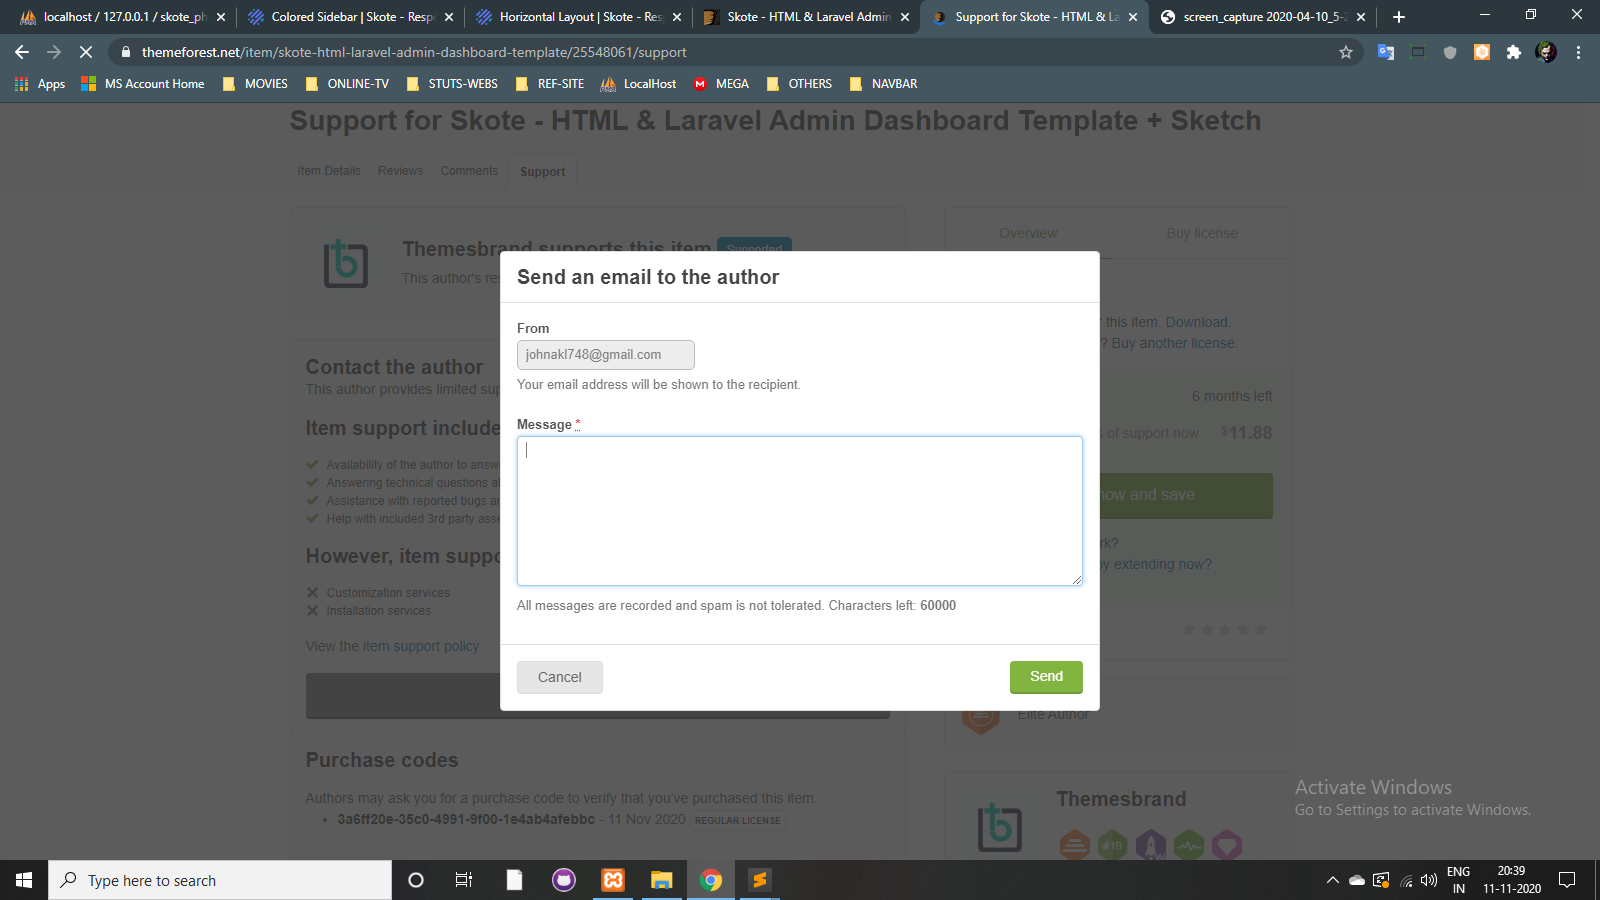 localhost / 127.0.0.1 / skote_ph
Colored Sidebar | Skote - Resp
Horizontal Layout | Skote - Res
Skote - HTML & Laravel Admin
Support for Skote - HTML & La
screen_capture 2020-04-10_5-2
themeforest.net/item/skote-html-laravel-admin-dashboard-template/25548061/support
Apps
MS Account Home
MOVIES
ONLINE-TV
STUTS-WEBS
REF-SITE
LocalHost
MEGA
OTHERS
NAVBAR
Support for Skote - HTML & Laravel Admin Dashboard Template + Sketch
Item Details
Reviews
Comments
Support
Themesbrand supports this item
Supported
This author's res
Overview
Buy license
Send an email to the author
From
johnakl748@gmail.com
Your email address will be shown to the recipient.
Message *
All messages are recorded and spam is not tolerated. Characters left: 60000
Cancel
Send
this item. Download.
? Buy another license.
6 months left
of support now
$11.88
now and save
rk?
by extending now?
Contact the author
This author provides limited sup
Item support include
Availability of the author to answ
Answering technical questions a
Assistance with reported bugs an
Help with included 3rd party asse
However, item suppo
Customization services
Installation services
View the item support policy
Elite Author
Purchase codes
Authors may ask you for a purchase code to verify that you've purchased this item.
3a6ff20e-35c0-4991-9f00-1e4ab4afebbc - 11 Nov 2020 REGULAR LICENSE
Themesbrand
18
Activate Windows
Go to Settings to activate Windows.
Type here to search
ENG
IN
20:39
11-11-2020